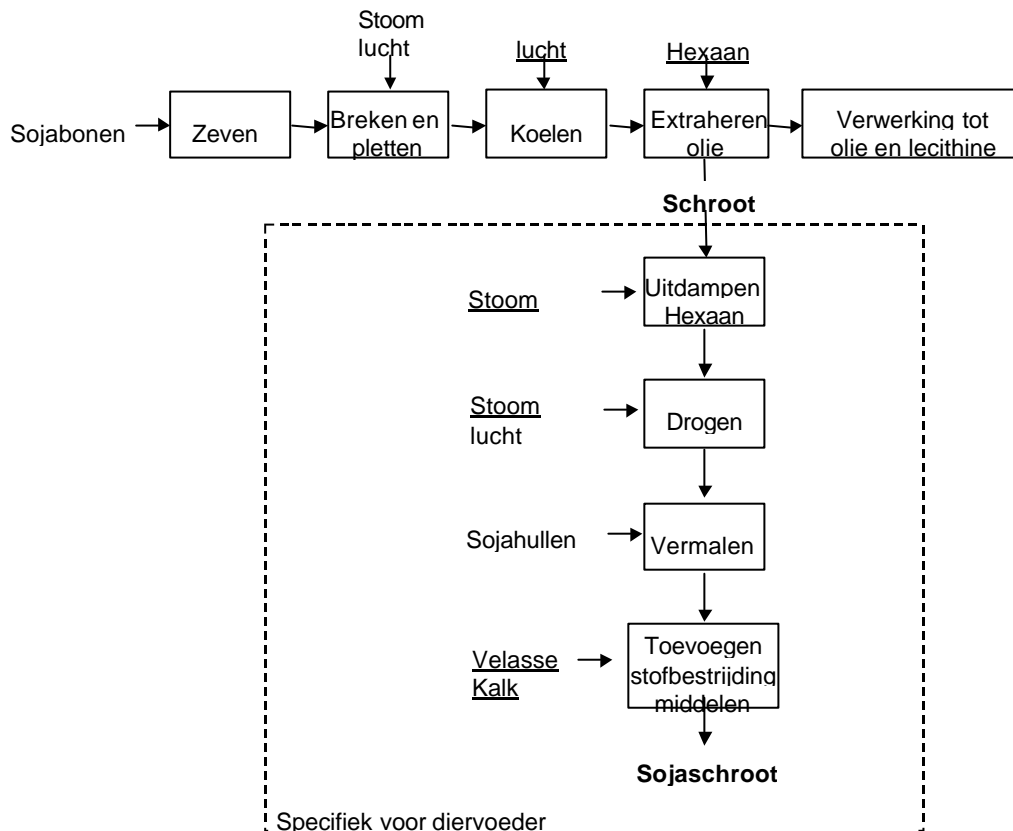 Stoom
lucht
lucht
Hexaan
Sojabonen
Zeven
Breken en
pletten
Koelen
Extraheren
olie
Verwerking tot
olie en lecithine
Schroot
Stoom
Uitdampen
Hexaan
Stoom
lucht
Drogen
Sojahullen
Vermalen
Velasse
Kalk
Toevoegen
stofbestrijding
middelen
Sojaschroot
Specifiek voor diervoeder